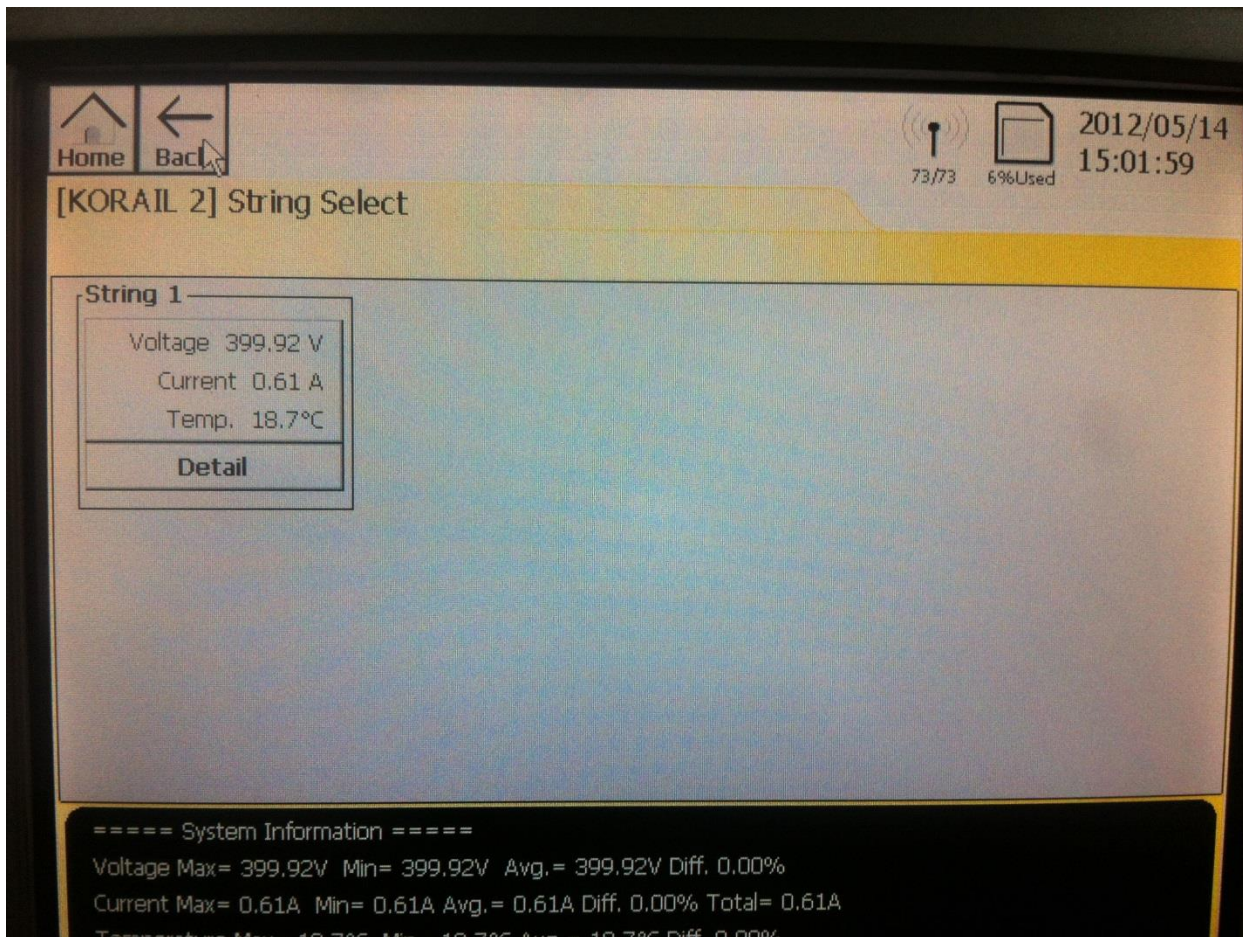 Home Back
73/73 6%Used
2012/05/14
15:01:59
[KORAIL 2] String Select
String 1
Voltage 399.92 V
Current 0.61 A
Temp. 18.7°C
Detail
===== System Information =====
Voltage Max= 399.92V Min= 399.92V Avg.= 399.92V Diff. 0.00%
Current Max= 0.61A Min= 0.61A Avg.= 0.61A Diff. 0.00% Total= 0.61A